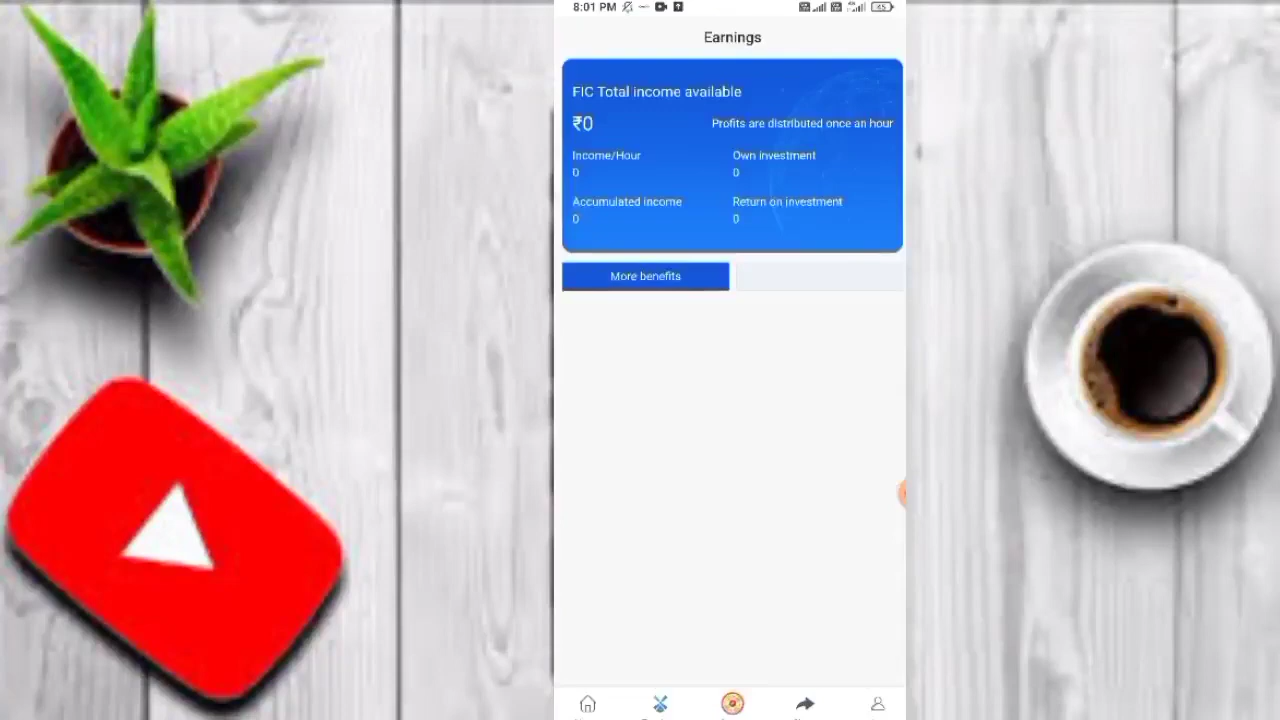 8:01 PM
45
Earnings
FIC Total income available
₹0
Profits are distributed once an hour
Income/Hour
Own investment
0
0
Accumulated income
Return on investment
0
0
More benefits